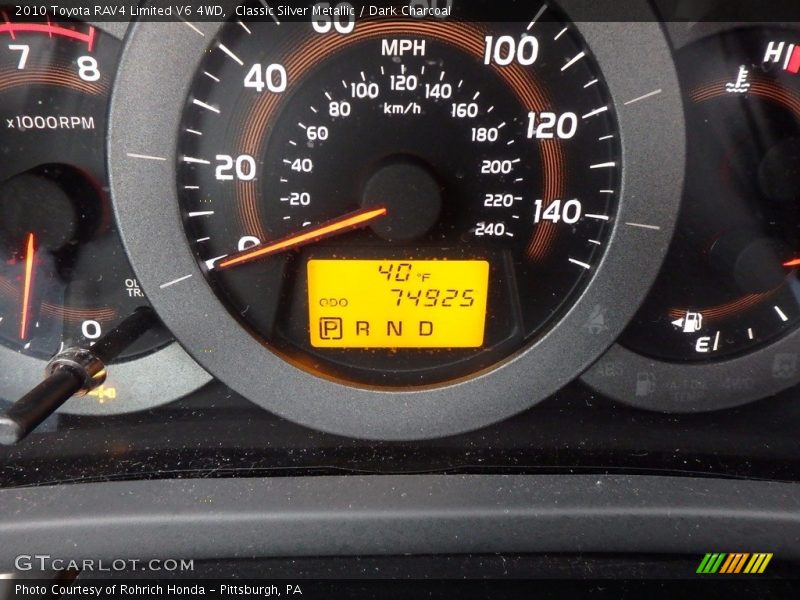 2010 Toyota RAV4 Limited V6 4WD, Classic Silver Metallic / Dark Charcoal
7
8
x1000RPM
0
MPH
0
20
40
60
100
120
140
km/h
20
40
60
80
100
120
140
160
180
200
220
240
40 °F
ODO 74925
P R N D
H
E
GTCARLOT.COM
Photo Courtesy of Rohrich Honda - Pittsburgh, PA